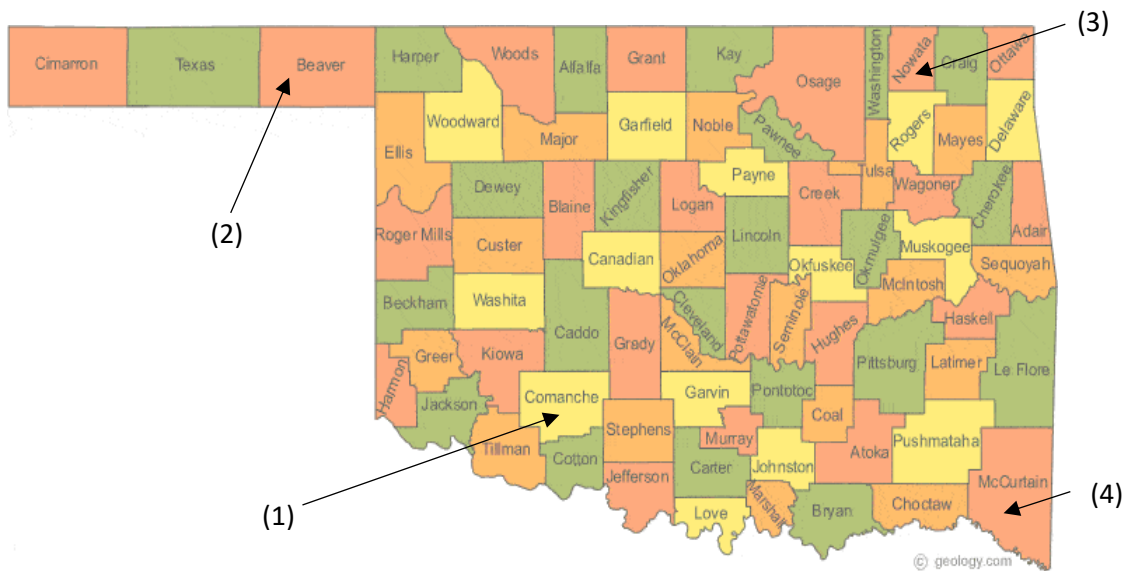 (3)
Cimarron
Texas
Beaver
Harper
Woods
Alfalfa
Grant
Kay
Osage
Washington
Nowata
Craig
Ottawa
Woodward
Ellis
Major
Garfield
Noble
Pawnee
Rogers
Mayes
Delaware
Dewey
Blaine
Kingfisher
Logan
Payne
Creek
Tulsa
Wagoner
Cherokee
Adair
(2)
Roger Mills
Custer
Canadian
Oklahoma
Lincoln
Okfuskee
Okmulgee
Muskogee
McIntosh
Sequoyah
Beckham
Washita
Caddo
Grady
Cleveland
McClain
Pottawatomie
Seminole
Hughes
Pittsburg
Haskell
Latimer
Le Flore
Greer
Kiowa
Harmon
Jackson
Comanche
Garvin
Pontotoc
Coal
Stephens
Murray
Atoka
Pushmataha
Tillman
Cotton
Jefferson
Carter
Johnston
McCurtain
(1)
Love
Marshall
Bryan
Choctaw
(4)
© geology.com